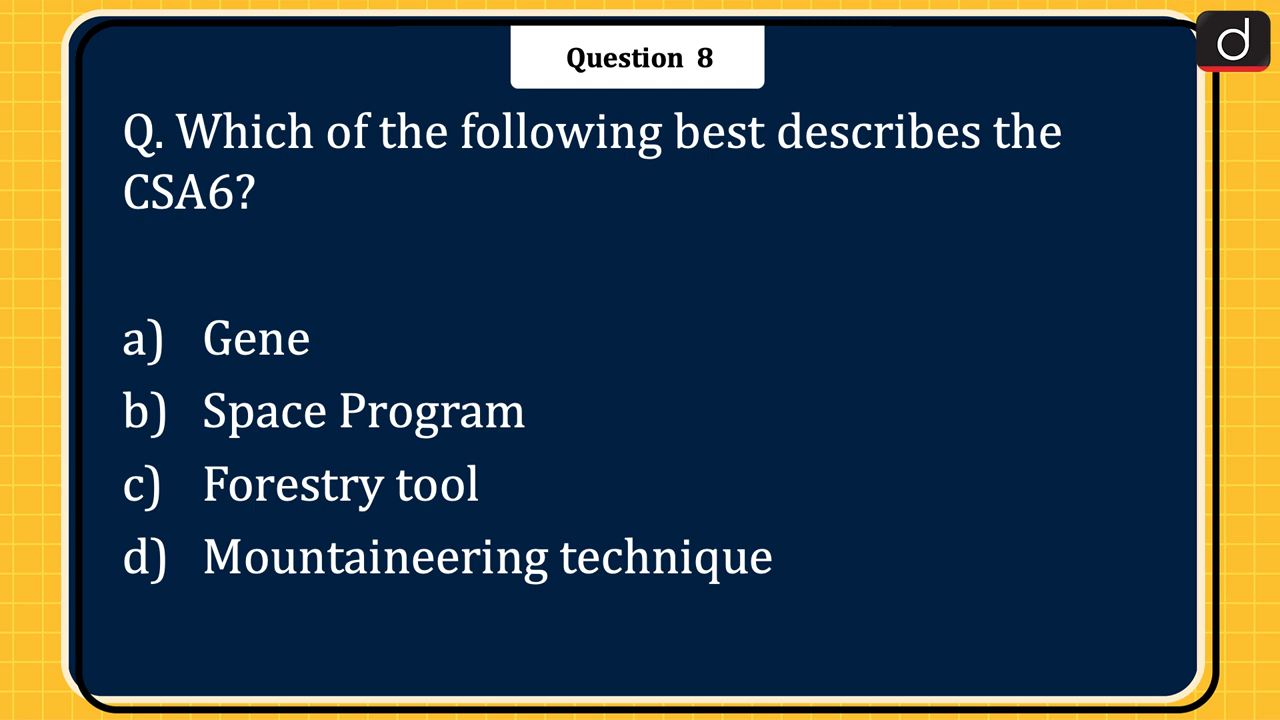 Question 8
d
Q. Which of the following best describes the
CSA6?
a) Gene
b) Space Program
c) Forestry tool
d) Mountaineering technique